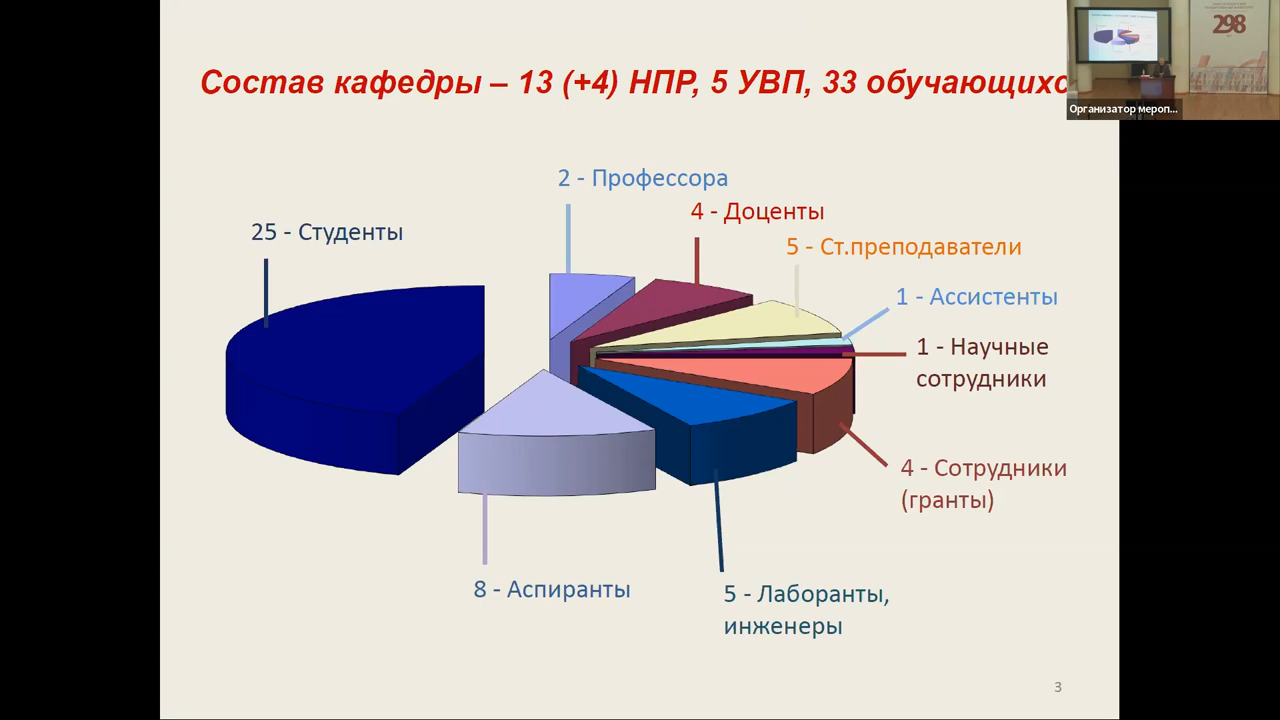 Состав кафедры – 13 (+4) НПР, 5 УВП, 33
298
Организатор мероп...
2 - Профессора
4 - Доценты
25 - Студенты
5 - Ст.преподаватели
1 - Ассистенты
1 - Научные
сотрудники
4 - Сотрудники
(гранты)
8 - Аспиранты
5 - Лаборанты,
инженеры
3